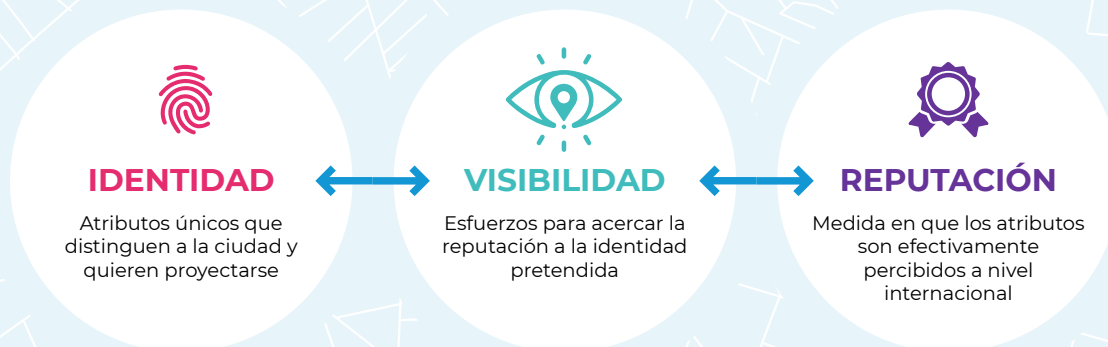 IDENTIDAD
Atributos únicos que
distinguen a la ciudad y
quieren proyectarse
VISIBILIDAD
Esfuerzos para acercar la
reputación a la identidad
pretendida
REPUTACIÓN
Medida en que los atributos
son efectivamente
percibidos a nivel
internacional